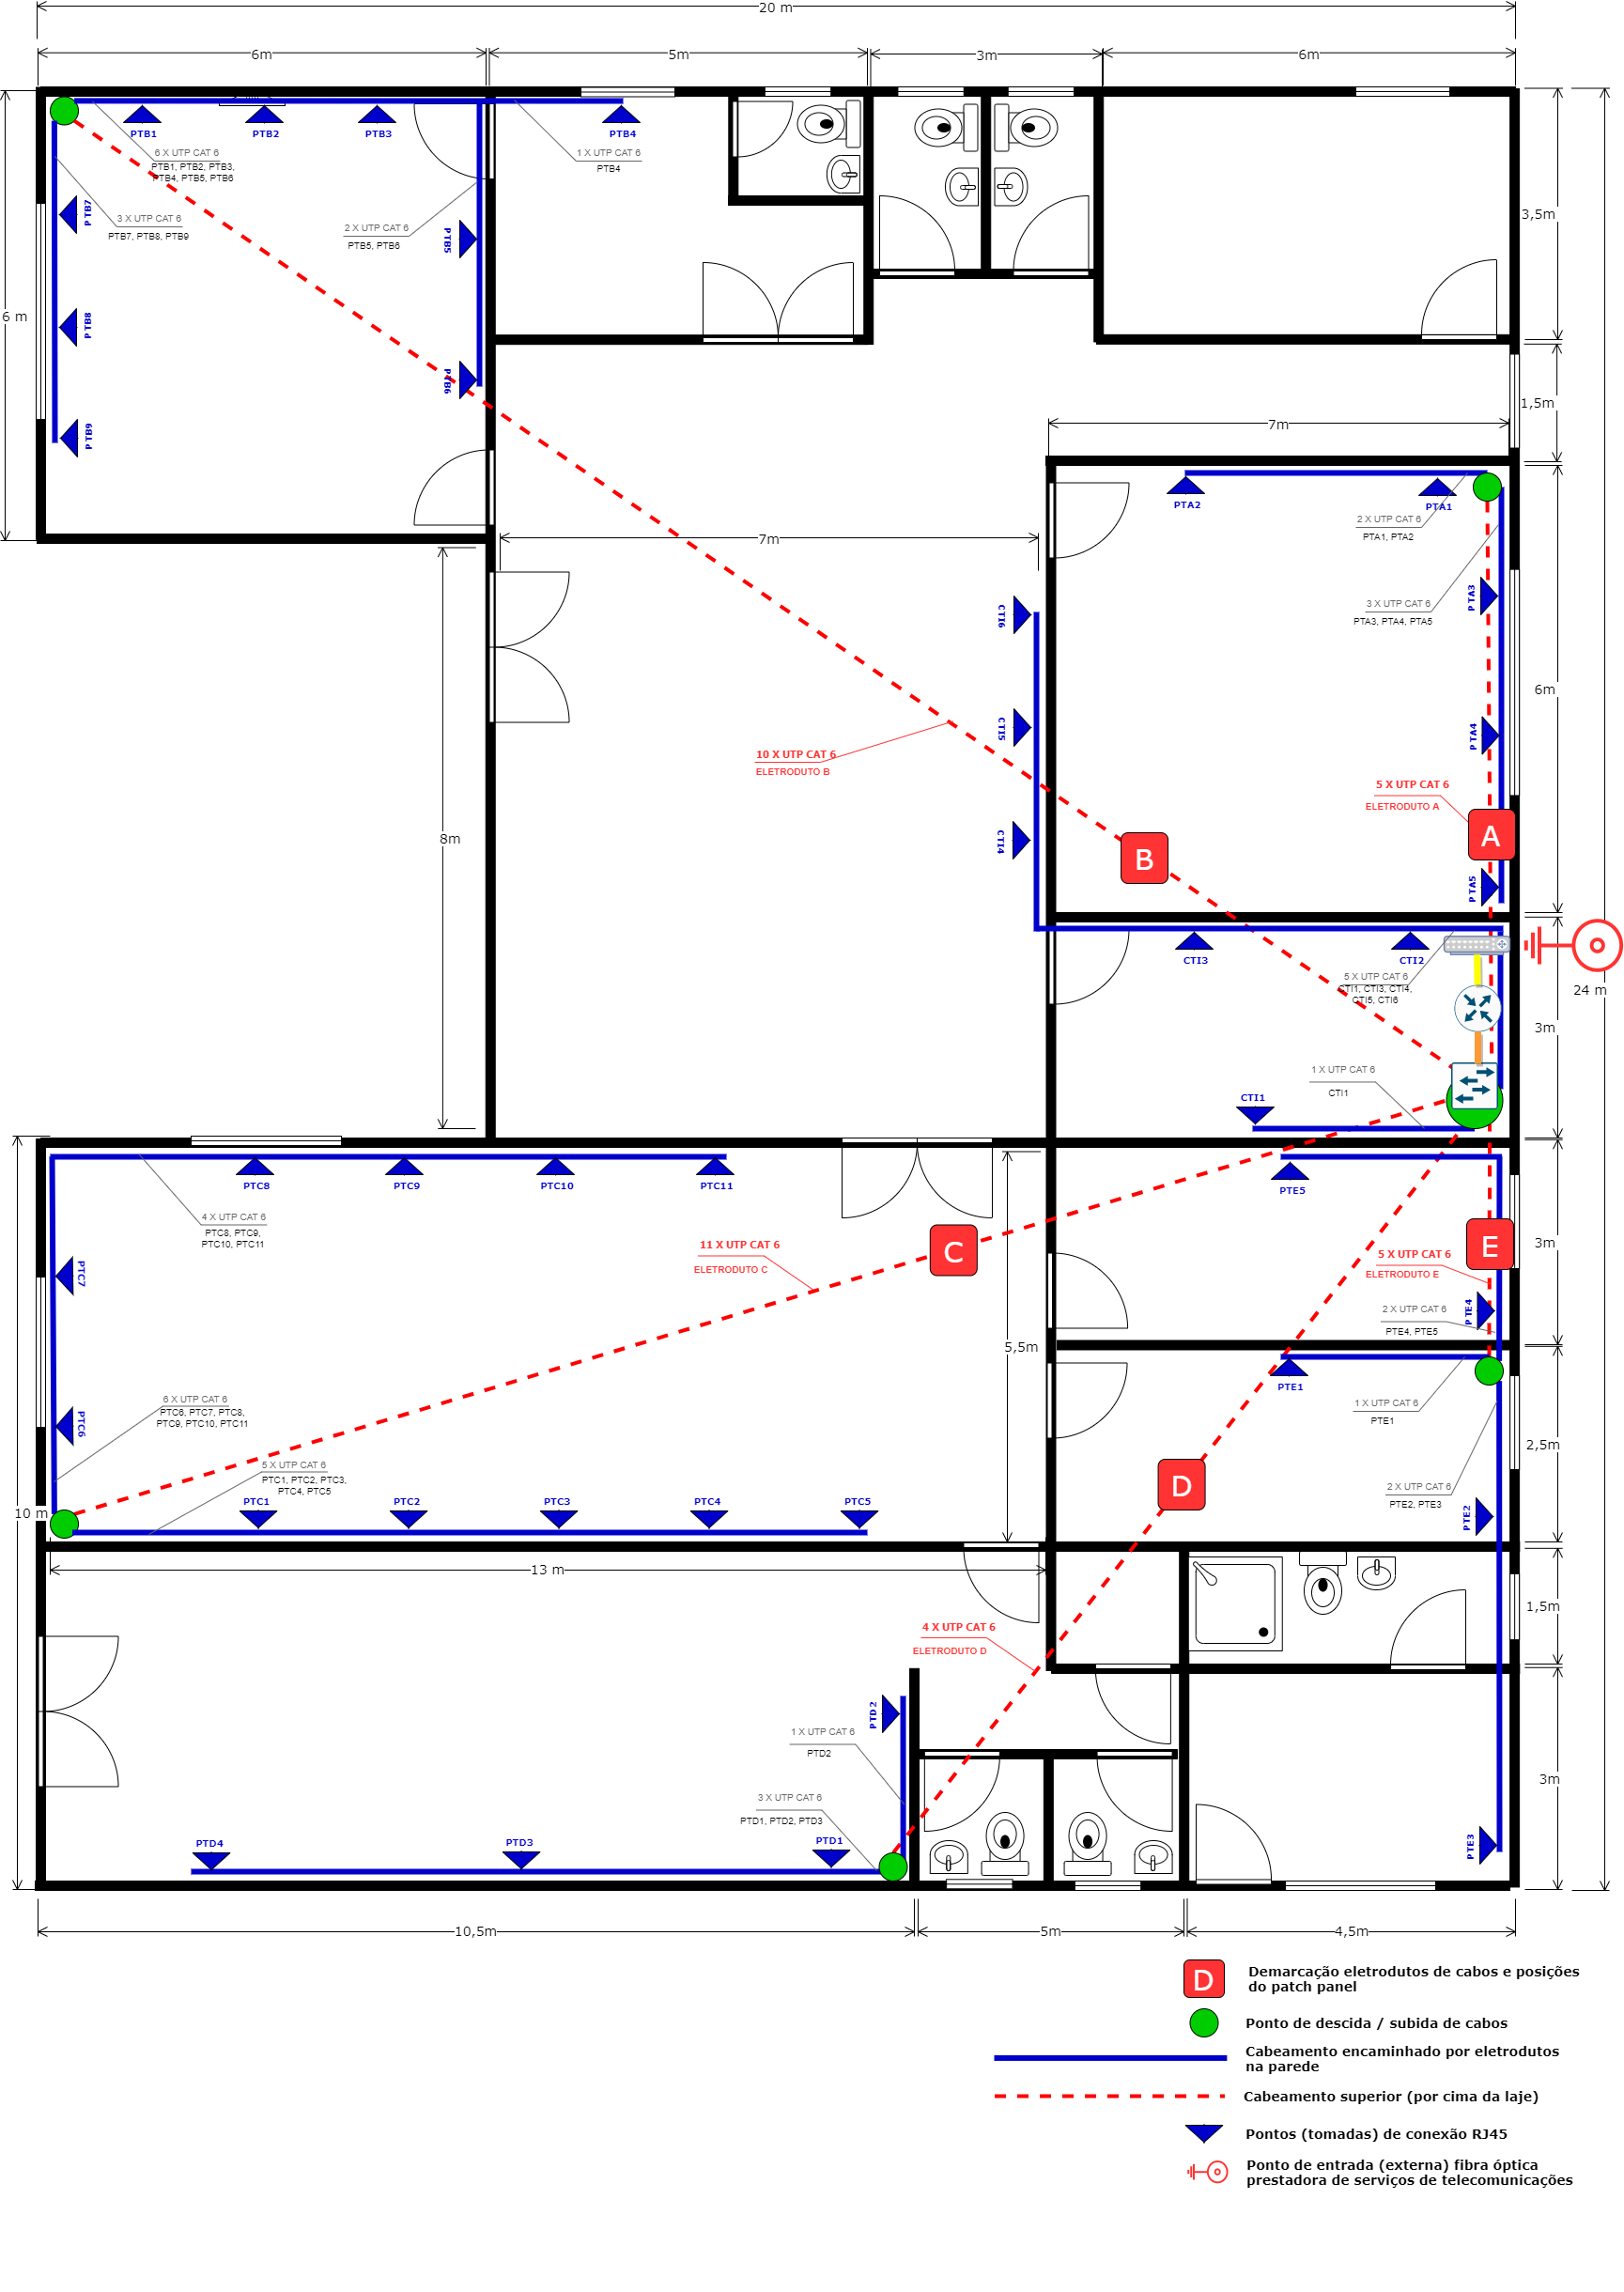 20 m
6m
5m
3m
6m
PTB1
PTB2
PTB3
PTB4
6 X UTP CAT 6
PTB1, PTB2, PTB3,
PTB4, PTB5, PTB6
1 X UTP CAT 6
PTB4
3 X UTP CAT 6
PTB7, PTB8, PTB9
2 X UTP CAT 6
PTB5, PTB6
PTB7
PTB5
3,5m
6 m
PTB8
PTB6
PTB9
1,5m
7m
PTA2
PTA1
2 X UTP CAT 6
PTA1, PTA2
7m
3 X UTP CAT 6
PTA3, PTA4, PTA5
PTA3
CTI6
6m
CTI5
PTA4
10 X UTP CAT 6
ELETRODUTO B
5 X UTP CAT 6
ELETRODUTO A
A
8m
CTI4
B
PTA5
CTI3
CTI2
5 X UTP CAT 6
CTI1, CTI3, CTI4,
CTI5, CTI6
24 m
3m
1 X UTP CAT 6
CTI1
CTI1
PTC8
PTC9
PTC10
PTC11
PTE5
4 X UTP CAT 6
PTC8, PTC9,
PTC10, PTC11
11 X UTP CAT 6
ELETRODUTO C
C
5 X UTP CAT 6
ELETRODUTO E
E
3m
PTC7
2 X UTP CAT 6
PTE4, PTE5
PTE4
5,5m
PTE1
1 X UTP CAT 6
PTE1
6 X UTP CAT 6
PTC6, PTC7, PTC8,
PTC9, PTC10, PTC11
PTC6
2,5m
5 X UTP CAT 6
PTC1, PTC2, PTC3,
PTC4, PTC5
D
2 X UTP CAT 6
PTE2, PTE3
PTE2
10 m
PTC1
PTC2
PTC3
PTC4
PTC5
13 m
1,5m
4 X UTP CAT 6
ELETRODUTO D
PTD2
1 X UTP CAT 6
PTD2
3m
3 X UTP CAT 6
PTD1, PTD2, PTD3
PTD4
PTD3
PTD1
PTE3
10,5m
5m
4,5m
D
Demarcação eletrodutos de cabos e posições
do patch panel
Ponto de descida / subida de cabos
Cabeamento encaminhado por eletrodutos
na parede
Cabeamento superior (por cima da laje)
Pontos (tomadas) de conexão RJ45
Ponto de entrada (externa) fibra óptica
prestadora de serviços de telecomunicações